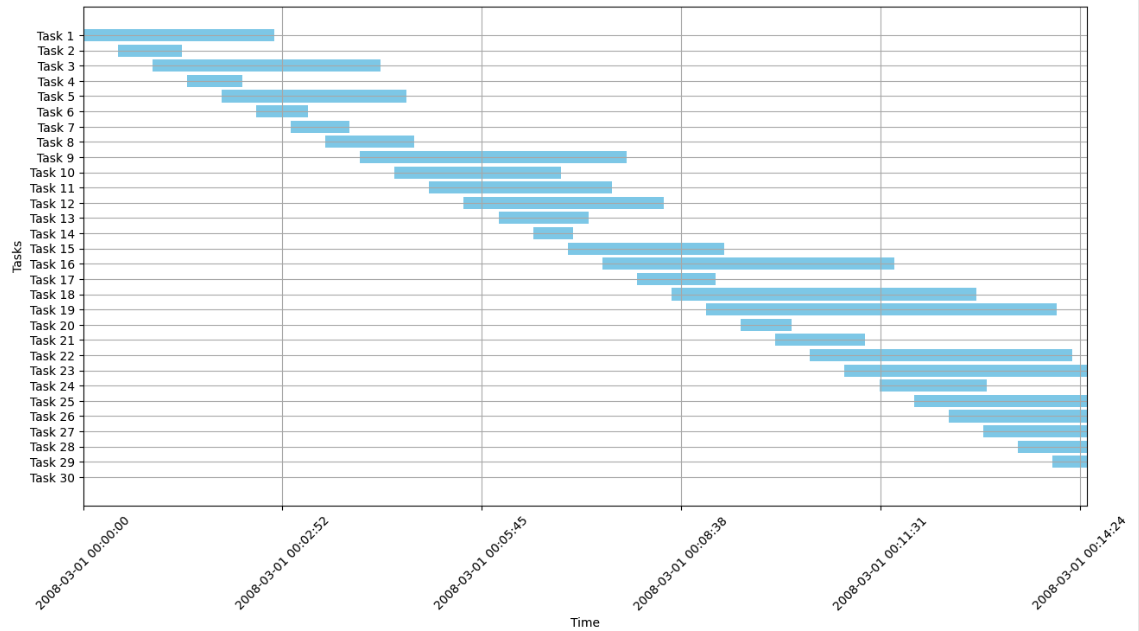 Task 1
Task 2
Task 3
Task 4
Task 5
Task 6
Task 7
Task 8
Task 9
Task 10
Task 11
Task 12
Task 13
Task 14
Task 15
Task 16
Task 17
Task 18
Task 19
Task 20
Task 21
Task 22
Task 23
Task 24
Task 25
Task 26
Task 27
Task 28
Task 29
Task 30
Tasks
2008-03-01 00:00:00
2008-03-01 00:02:52
2008-03-01 00:05:45
2008-03-01 00:08:38
2008-03-01 00:11:31
2008-03-01 00:14:24
Time